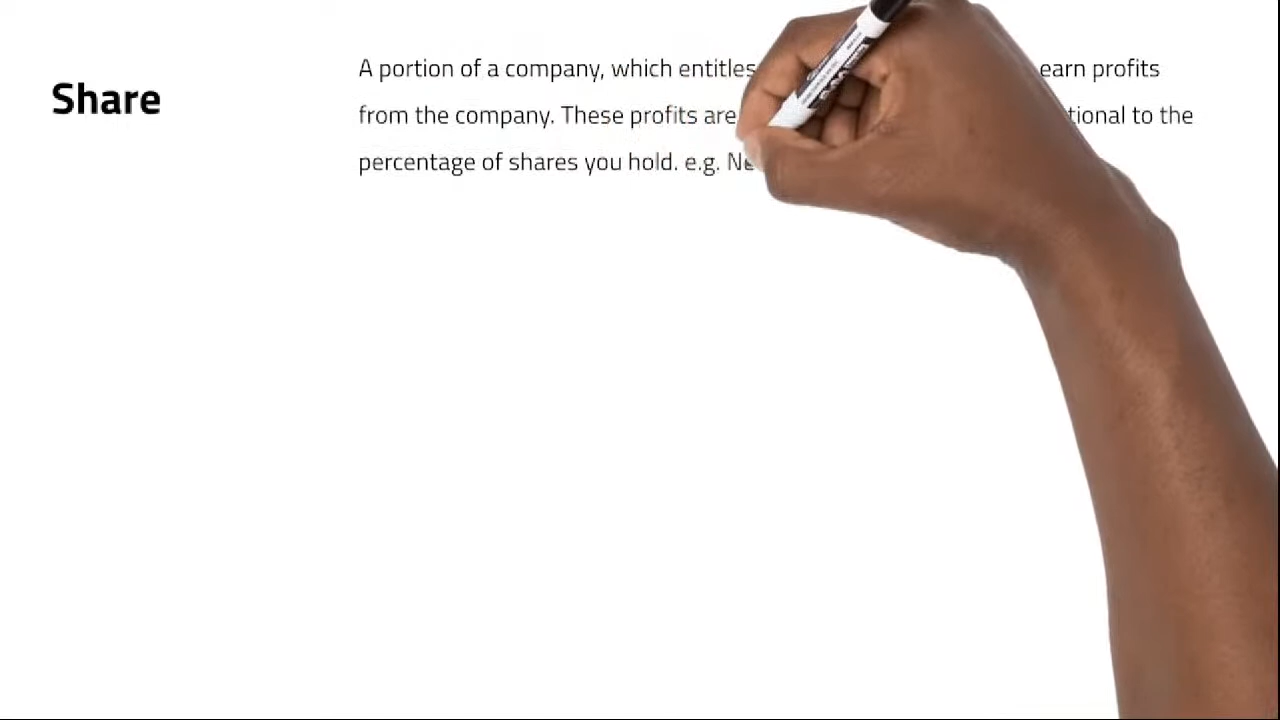 Share
A portion of a company, which entitles earn profits
from the company. These profits are tional to the
percentage of shares you hold. e.g. Ne